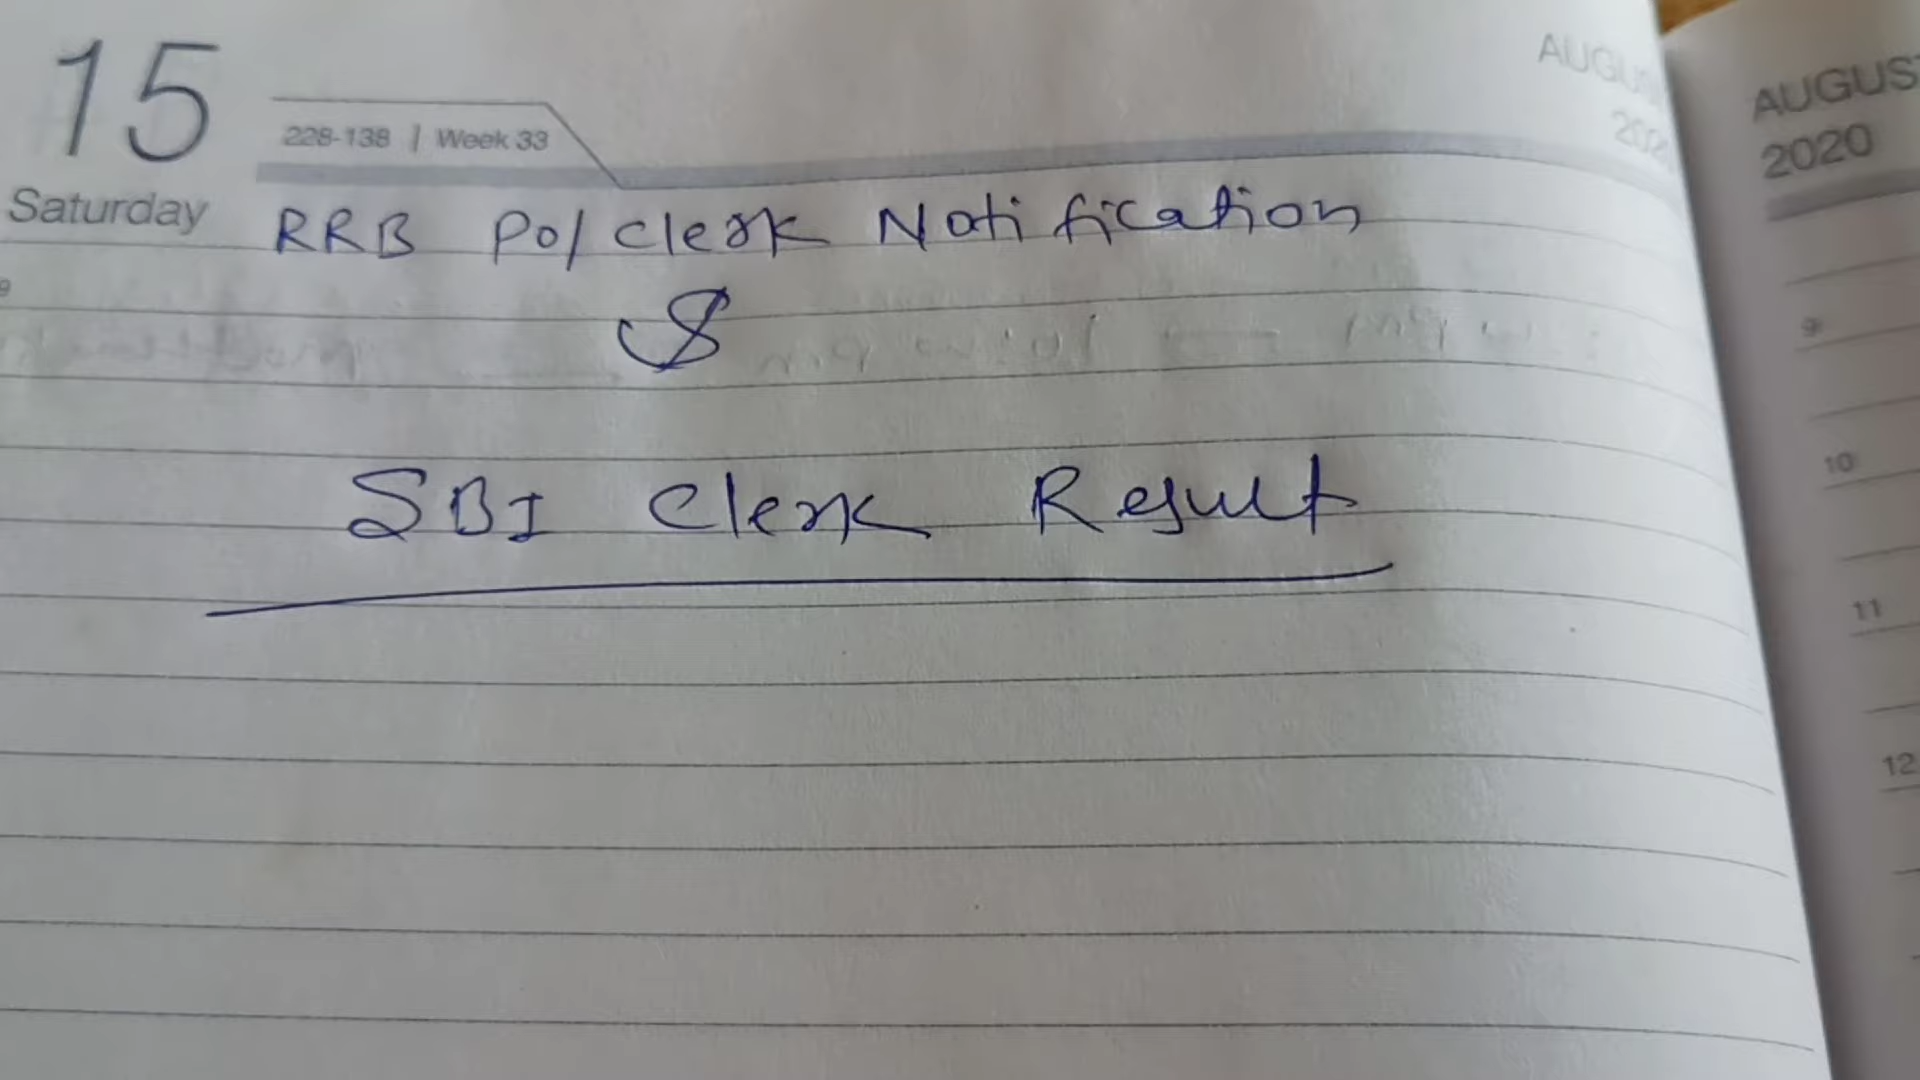 15
228-138 | Week 33
Saturday
AUGUST
2020
RRB Po/Clerk Notification
&
SBI Clerk Result
9
10
11
12